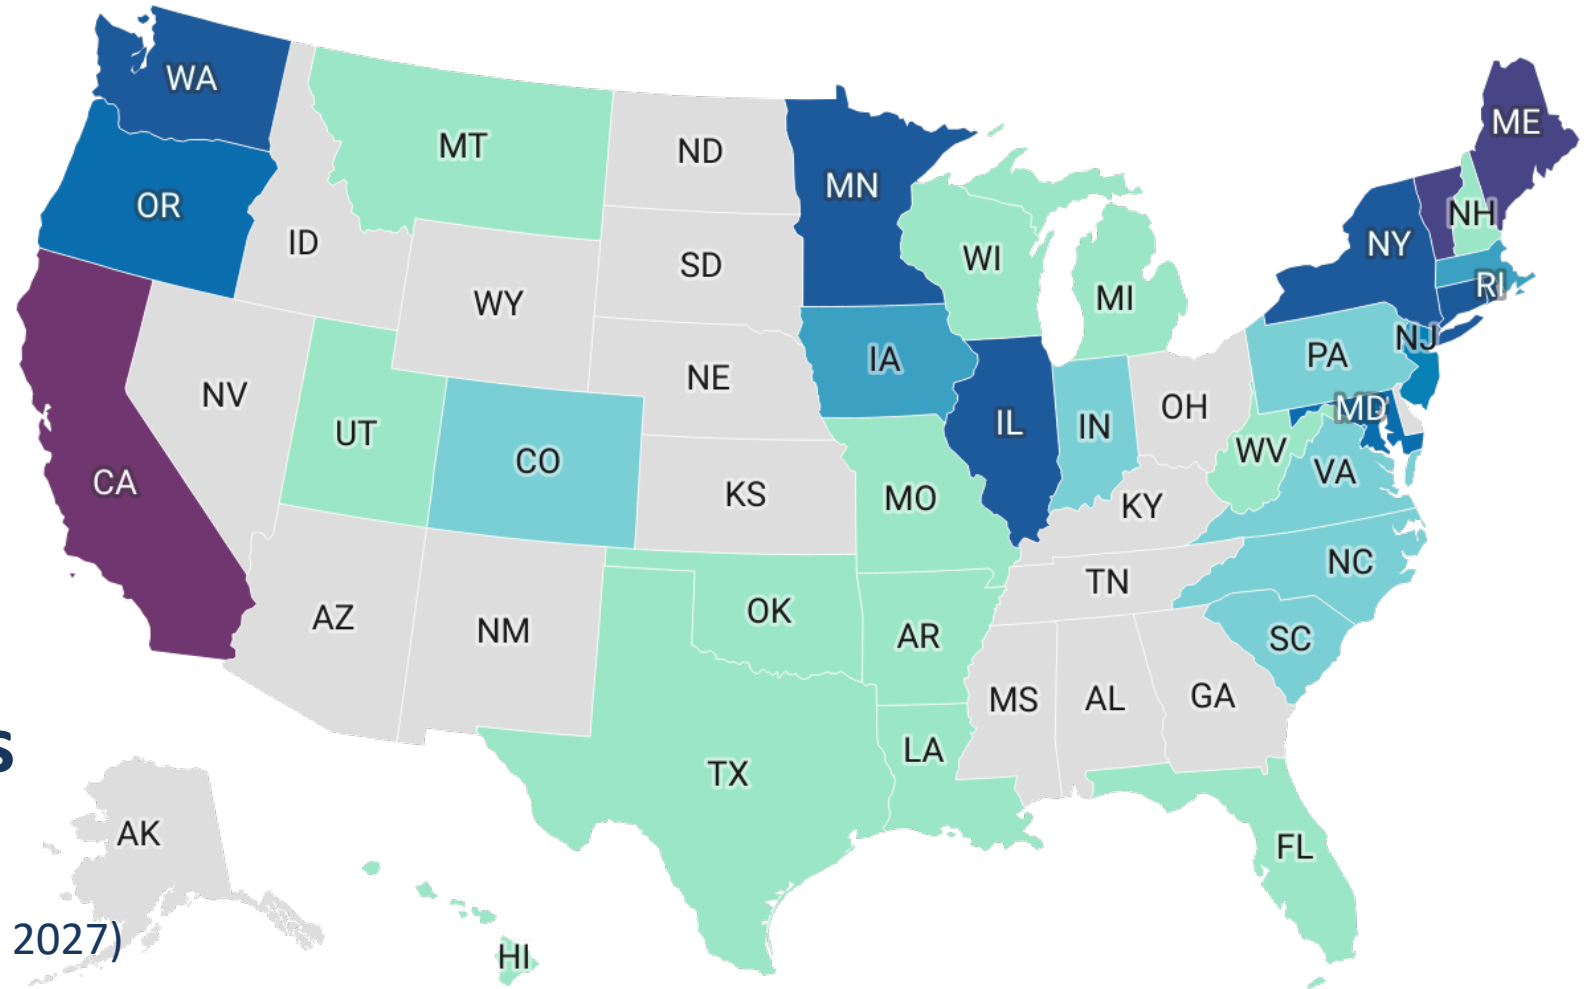 WA
ME
MT
ND
MN
OR
NH
ID
NY
SD
WI
RI
MI
WY
NJ
PA
IA
NE
NV
OH
MD
IL
IN
UT
WV
CO
VA
CA
KS
MO
KY
NC
TN
OK
AZ
NM
AR
SC
MS
AL
GA
s
LA
TX
AK
FL
2027)
HI